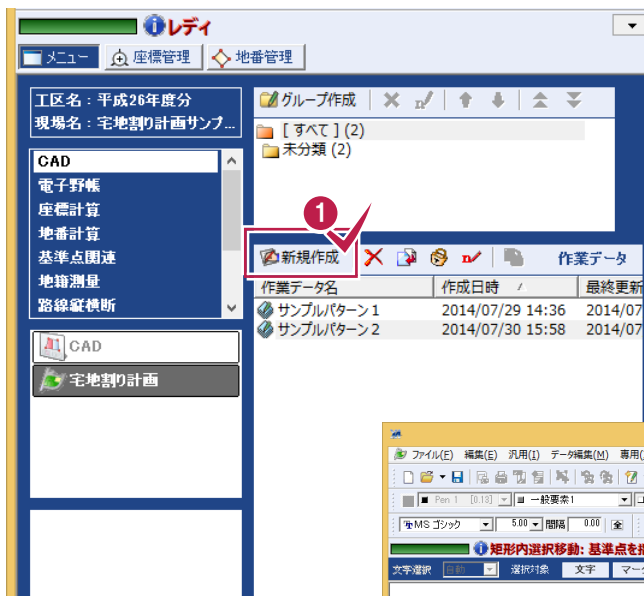 レディ
メニュー 座標管理 地番管理
工区名：平成26年度分
現場名：宅地割り計画サンプ...
CAD
電子野帳
座標計算
地番計算
基準点関連
地籍測量
路線縦横断
CAD
宅地割り計画
グループ作成
[ すべて ] (2)
未分類 (2)
1
新規作成 作業データ
作業データ名 作成日時 最終更新
サンプルパターン1 2014/07/29 14:36 2014/07
サンプルパターン2 2014/07/30 15:58 2014/07
ファイル(F) 編集(E) 汎用(I) データ編集(M) 専用(
Pen 1 [0.18] 一般要素1
MS ゴシック 5.00 間隔 0.00 全
矩形内選択移動: 基準点を指
文字選択 自動 選択対象 文字 マーク